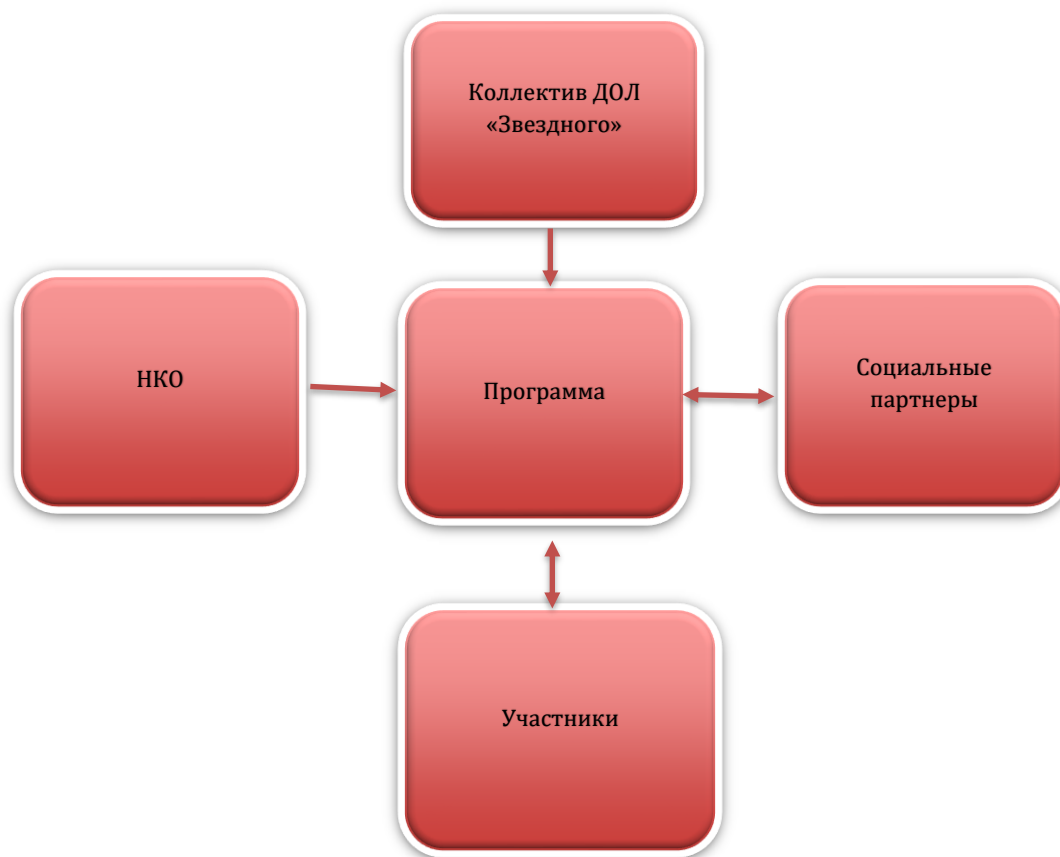 Коллектив ДОЛ
«Звездного»
НКО
Программа
Социальные
партнеры
Участники